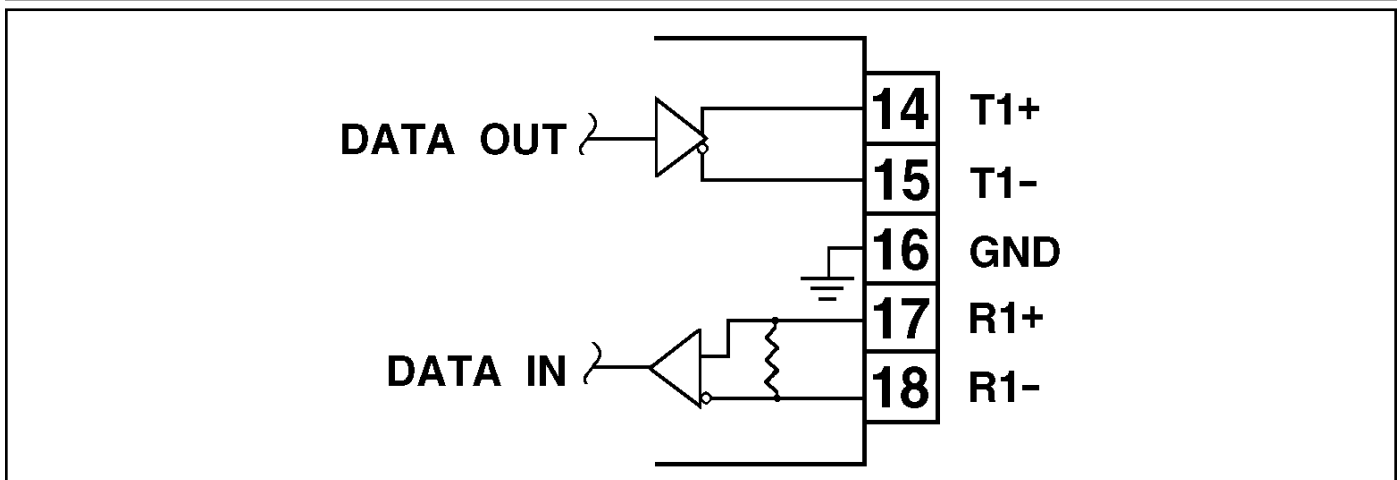 DATA OUT
14 T1+
15 T1-
16 GND
17 R1+
DATA IN
18 R1-